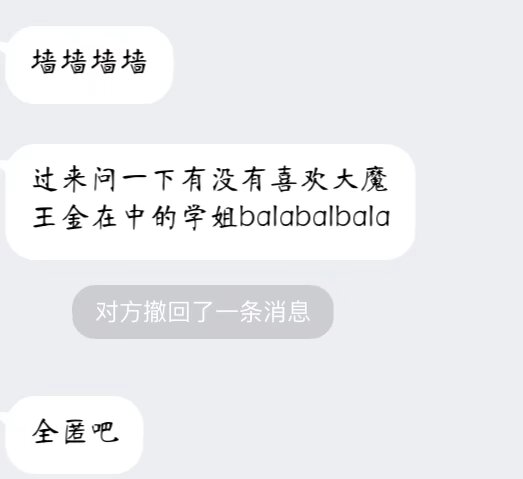 墙墙墙墙
过来问一下有没有喜欢大魔
王金在中的学姐balabalbala
对方撤回了一条消息
全匿吧